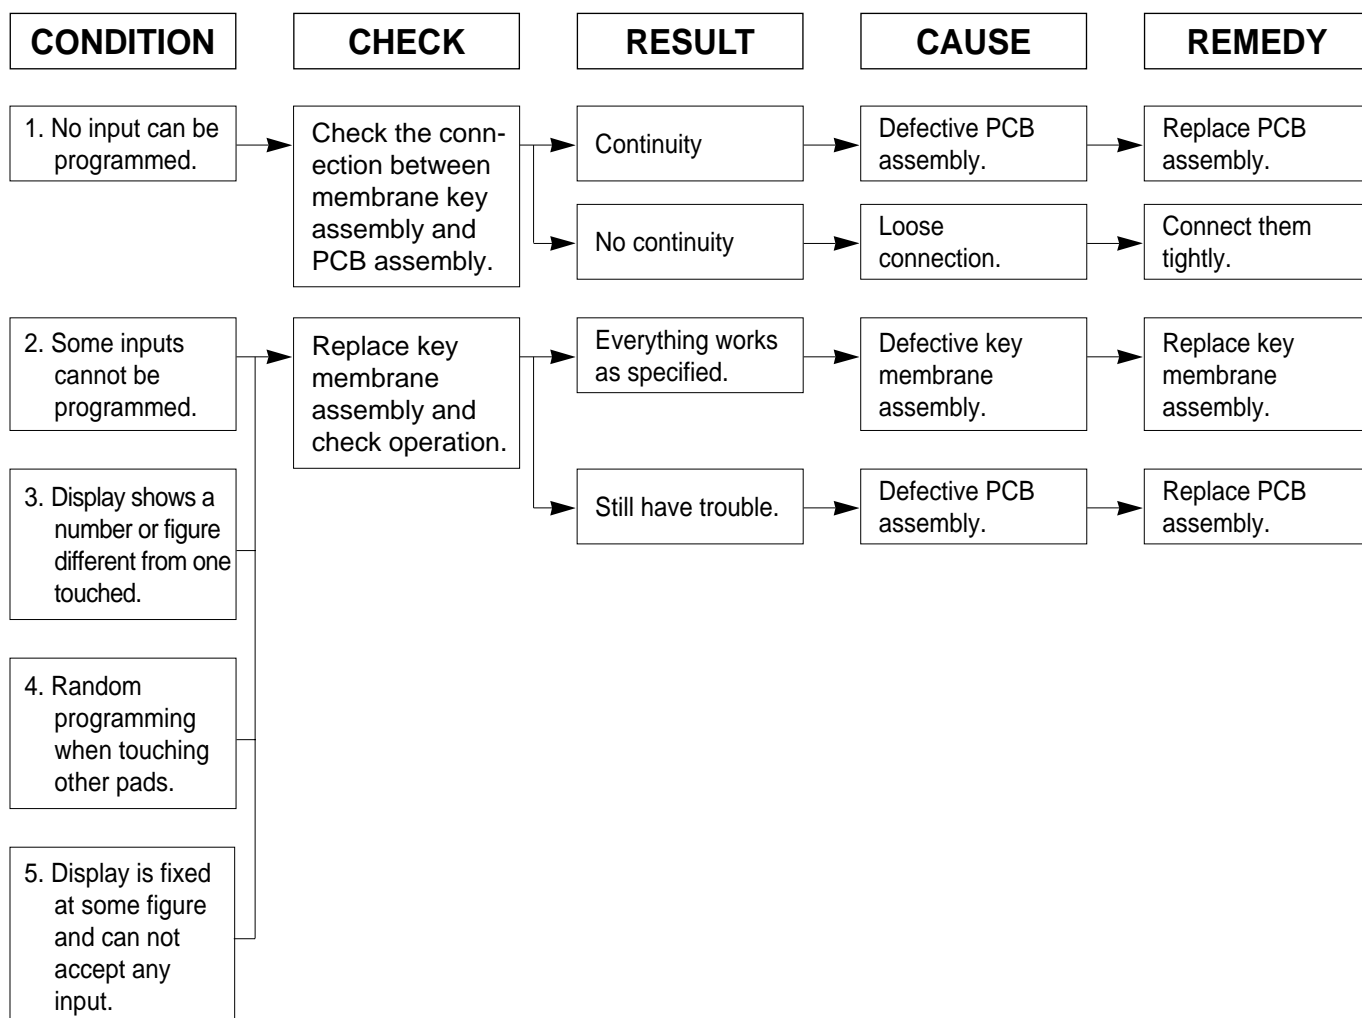 CONDITION
CHECK
RESULT
CAUSE
REMEDY
1. No input can be
programmed.
Check the conn-
ection between
membrane key
assembly and
PCB assembly.
Continuity
Defective PCB
assembly.
Replace PCB
assembly.
No continuity
Loose
connection.
Connect them
tightly.
2. Some inputs
cannot be
programmed.
Replace key
membrane
assembly and
check operation.
Everything works
as specified.
Defective key
membrane
assembly.
Replace key
membrane
assembly.
3. Display shows a
number or figure
different from one
touched.
Still have trouble.
Defective PCB
assembly.
Replace PCB
assembly.
4. Random
programming
when touching
other pads.
5. Display is fixed
at some figure
and can not
accept any
input.